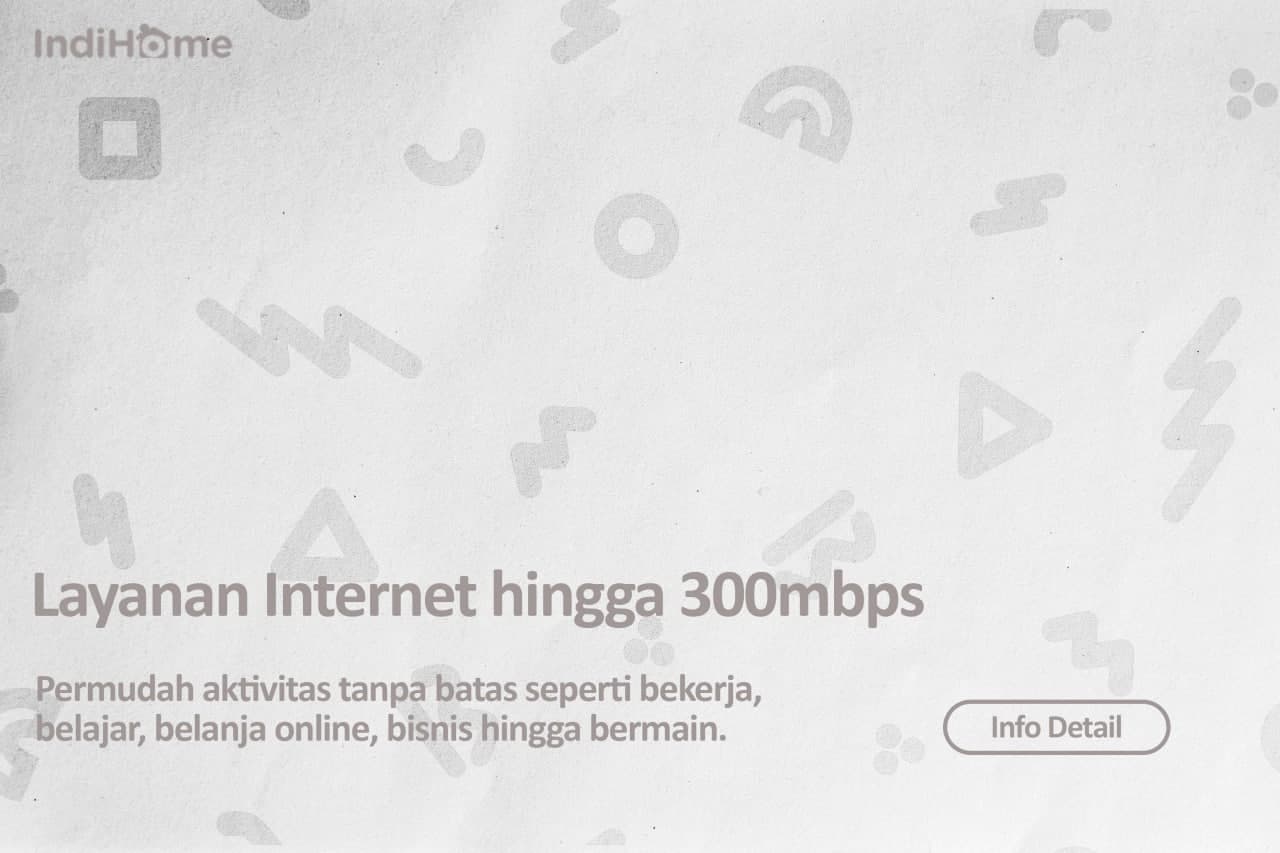 IndiHome
Layanan Internet hingga 300mbps
Permudah aktivitas tanpa batas seperti bekerja,
belajar, belanja online, bisnis hingga bermain.
Info Detail